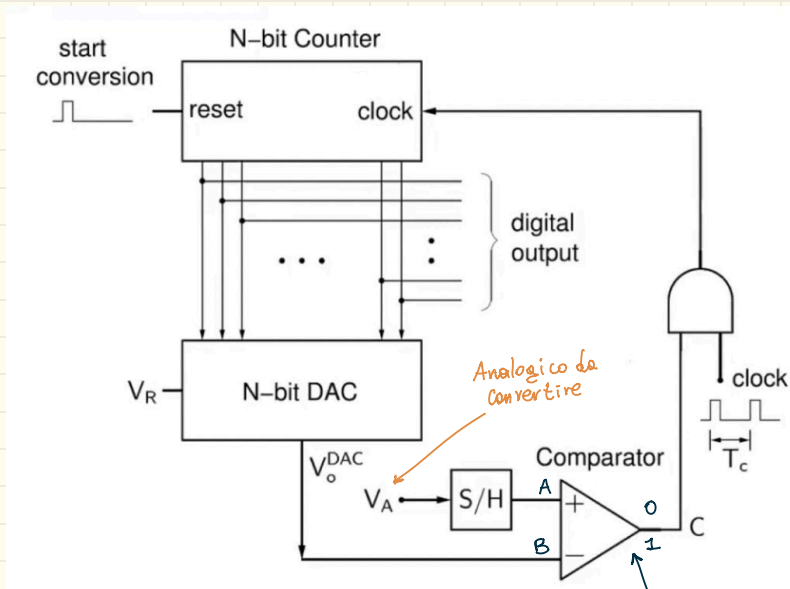 N-bit Counter
start
conversion
reset
clock
digital
output
V_R
N-bit DAC
Analogico da
convertire
clock
T_c
V_o^DAC
V_A
S/H
Comparator
A
+
B
−
0
1
C